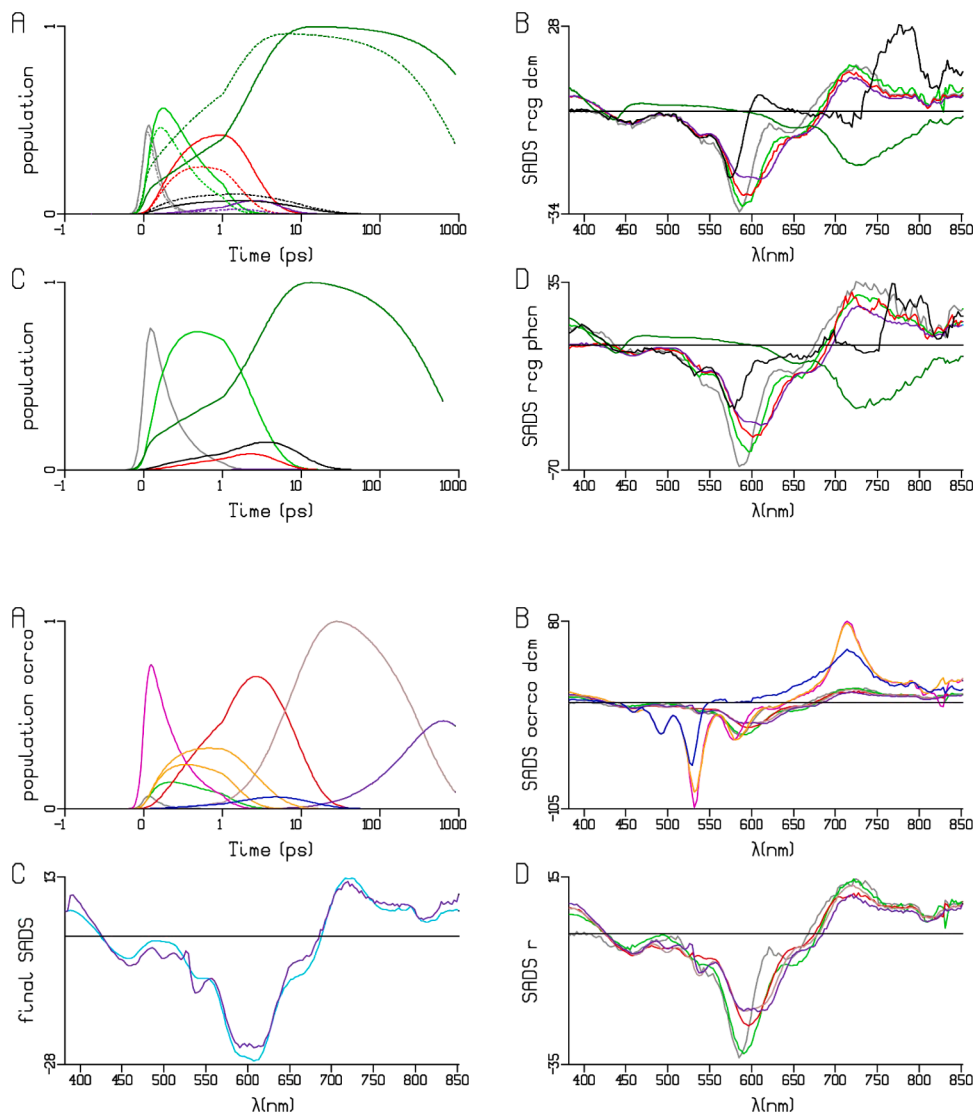 A
1
population
0
-1 0 1 10 100 1000
Time (ps)
B
28
SADS rcg dcm
-34
400 450 500 550 600 650 700 750 800 850
λ(nm)
C
1
population
0
-1 0 1 10 100 1000
Time (ps)
D
35
SADS rcg phcn
-70
400 450 500 550 600 650 700 750 800 850
λ(nm)
A
1
population ocrco
0
-1 0 1 10 100 1000
Time (ps)
B
80
SADS ocrco dcm
-105
400 450 500 550 600 650 700 750 800 850
λ(nm)
C
13
final SADS
-28
400 450 500 550 600 650 700 750 800 850
λ(nm)
D
15
SADS r
-35
400 450 500 550 600 650 700 750 800 850
λ(nm)